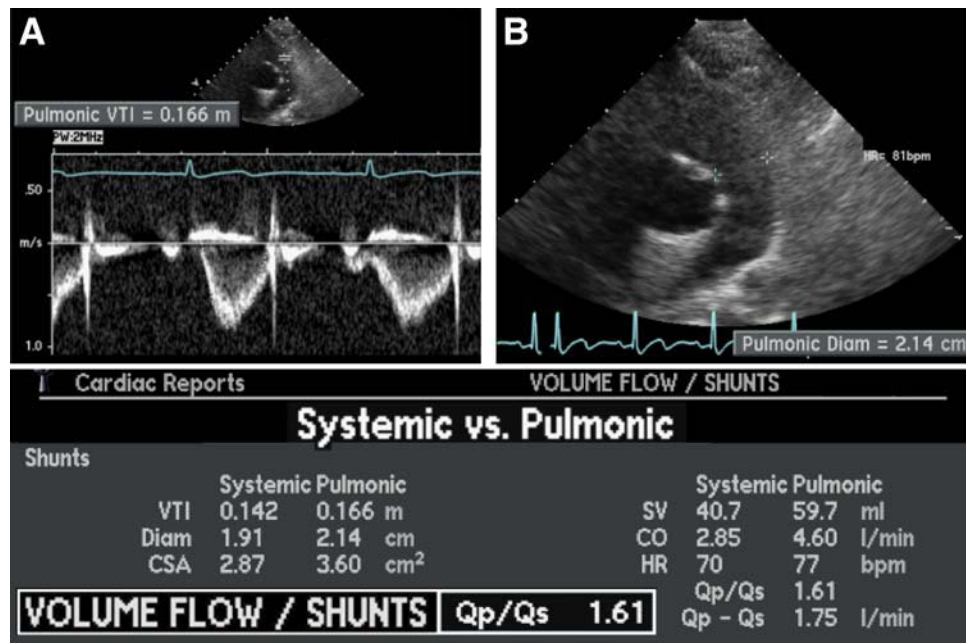 A
B
Pulmonic VTI = 0.166 m
PW:2MHz
.50
m/s
1.0
HR= 81bpm
Pulmonic Diam = 2.14 cm
Cardiac Reports VOLUME FLOW / SHUNTS
Systemic vs. Pulmonic
Shunts
Systemic Pulmonic
VTI 0.142 0.166 m
Diam 1.91 2.14 cm
CSA 2.87 3.60 cm²
Systemic Pulmonic
SV 40.7 59.7 ml
CO 2.85 4.60 l/min
HR 70 77 bpm
Qp/Qs 1.61
Qp - Qs 1.75 l/min
VOLUME FLOW / SHUNTS Qp/Qs 1.61